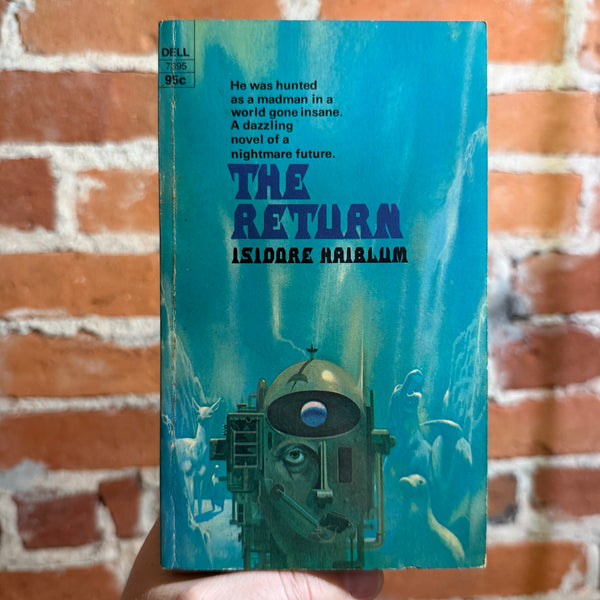 DELL
7395
95c
He was hunted
as a madman in a
world gone insane.
A dazzling
novel of a
nightmare future.
THE
RETURN
ISIDORE HAIBLUM